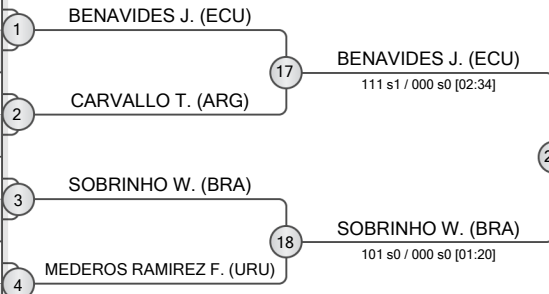 1
BENAVIDES J. (ECU)
17
BENAVIDES J. (ECU)
111 s1 / 000 s0 [02:34]
2
CARVALLO T. (ARG)
2
3
SOBRINHO W. (BRA)
18
SOBRINHO W. (BRA)
101 s0 / 000 s0 [01:20]
4
MEDEROS RAMIREZ F. (URU)